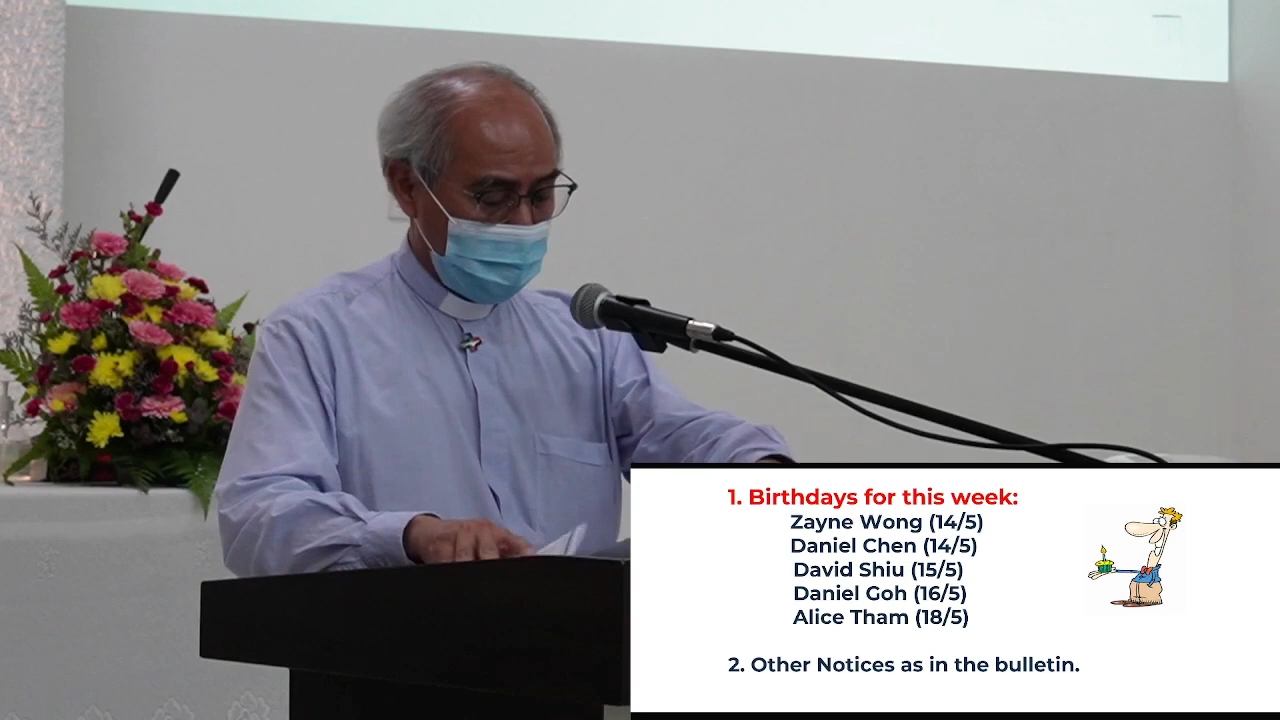 1. Birthdays for this week:
Zayne Wong (14/5)
Daniel Chen (14/5)
David Shiu (15/5)
Daniel Goh (16/5)
Alice Tham (18/5)
2. Other Notices as in the bulletin.